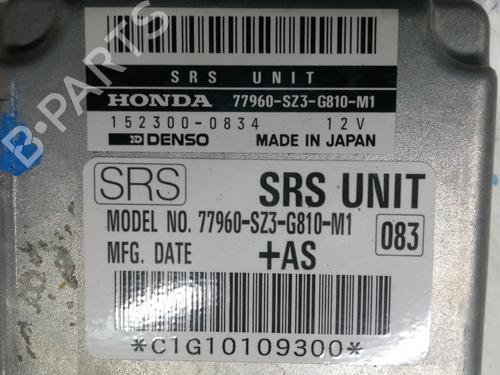 B-PARTS
SRS UNIT
HONDA 77960-SZ3-G810-M1
152300-0834 12V
DENSO MADE IN JAPAN
SRS SRS UNIT
MODEL NO. 77960-SZ3-G810-M1
083
MFG. DATE +AS
*C1G10109300*